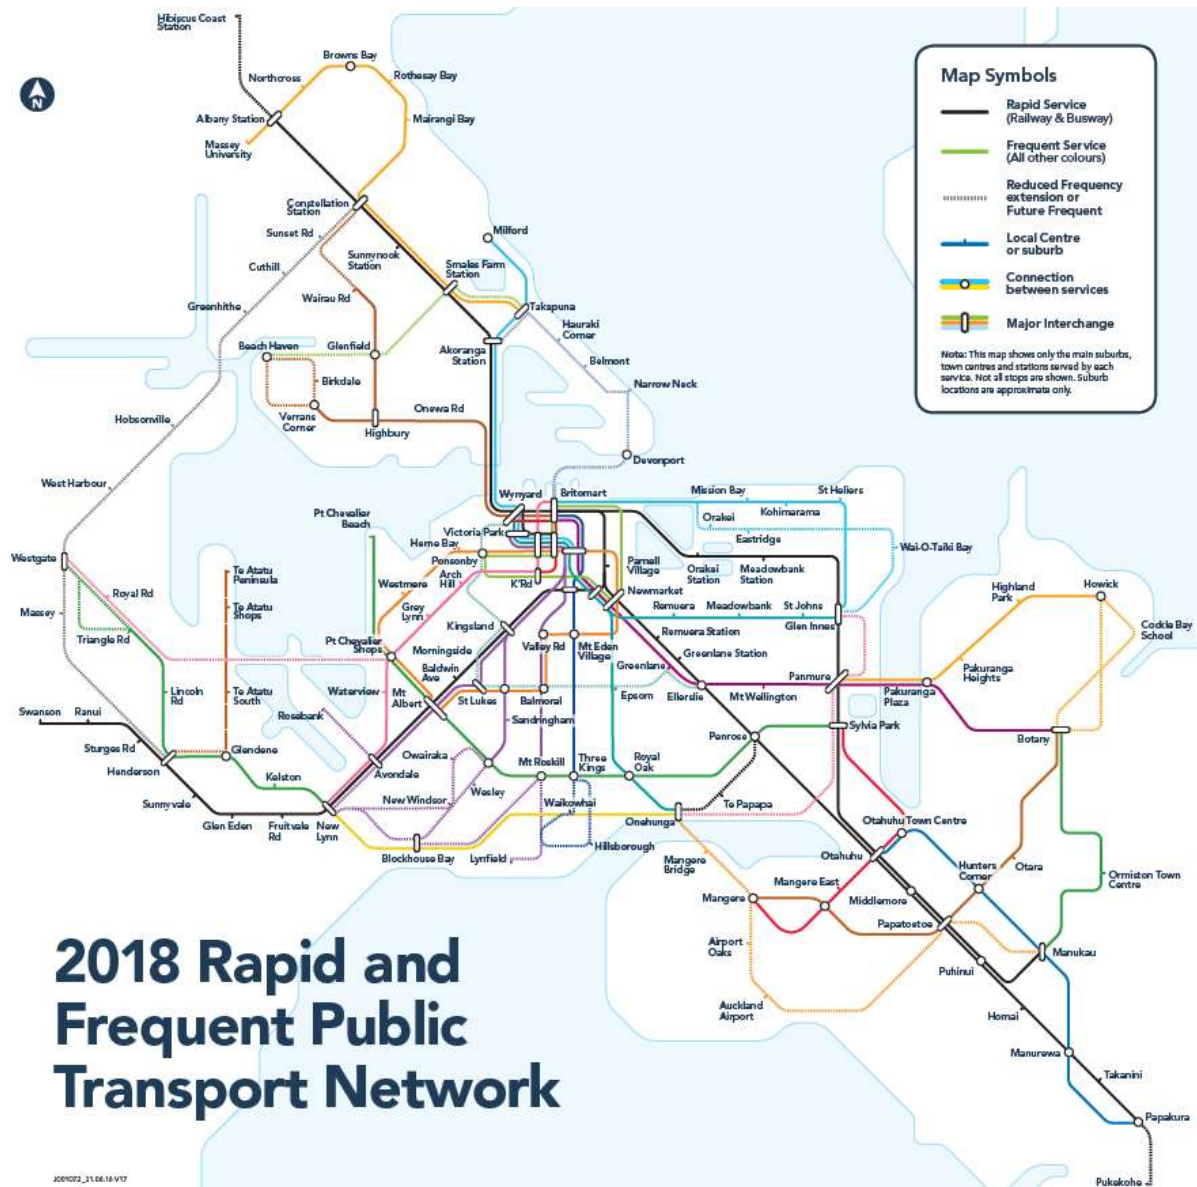 Hibiscus Coast
Station
Browns Bay
Northcross
Rothesay Bay
Albany Station
Mairangi Bay
Massey
University
N
Map Symbols
Rapid Service
(Railway & Busway)
Frequent Service
(All other colours)
Reduced Frequency
extension or
Future Frequent
Local Centre
or suburb
Connection
between services
Major Interchange
Note: This map shows only the main suburbs,
town centres and stations served by each
service. Not all stops are shown. Suburb
locations are approximate only.
Constellation
Station
Sunset Rd
Milford
Sunnynook
Station
Smales Farm
Station
Cuthill
Wairau Rd
Greenhithe
Takapuna
Hauraki
Corner
Beach Haven
Glenfield
Akoranga
Station
Belmont
Birkdale
Narrow Neck
Onewa Rd
Verrans
Corner
Highbury
Hobsonville
Devonport
West Harbour
Wynyard
Britomart
Mission Bay
St Heliers
Kohimarama
Pt Chevalier
Beach
Orakei
Victoria Park
Eastridge
Herne Bay
Wai-O-Taiki Bay
Westgate
Ponsonby
Parnell
Village
Orakei
Station
Meadowbank
Station
Te Atatu
Peninsula
Arch
Hill
K'Rd
Westmere
Newmarket
Highland
Park
Howick
Royal Rd
Te Atatu
Shops
Grey
Lynn
Remuera
Meadowbank
St Johns
Massey
Glen Innes
Triangle Rd
Kingsland
Cockle Bay
School
Pt Chevalier
Shops
Morningside
Valley Rd
Mt Eden
Village
Remuera Station
Greenlane Station
Baldwin
Ave
Greenlane
Pakuranga
Heights
Panmure
Lincoln
Rd
Te Atatu
South
Waterview
Mt
Albert
St Lukes
Balmoral
Epsom
Ellerslie
Mt Wellington
Pakuranga
Plaza
Swanson
Ranui
Rosebank
Sandringham
Sylvia Park
Botany
Sturges Rd
Glendene
Penrose
Henderson
Owairaka
Avondale
Mt Roskill
Three
Kings
Royal
Oak
Kelston
Wesley
New Windsor
Te Papapa
Sunnyvale
Waikowhai
Onehunga
Otahuhu Town Centre
Glen Eden
Fruitvale
Rd
New
Lynn
Blockhouse Bay
Lynfield
Hillsborough
Otahuhu
Mangere
Bridge
Hunters
Corner
Otara
Ormiston Town
Centre
Mangere East
Mangere
Middlemore
Papatoetoe
Airport
Oaks
Manukau
Puhinui
Auckland
Airport
Homai
Manurewa
Takanini
Papakura
Pukekohe
2018 Rapid and
Frequent Public
Transport Network
J001072_21.06.16 V17